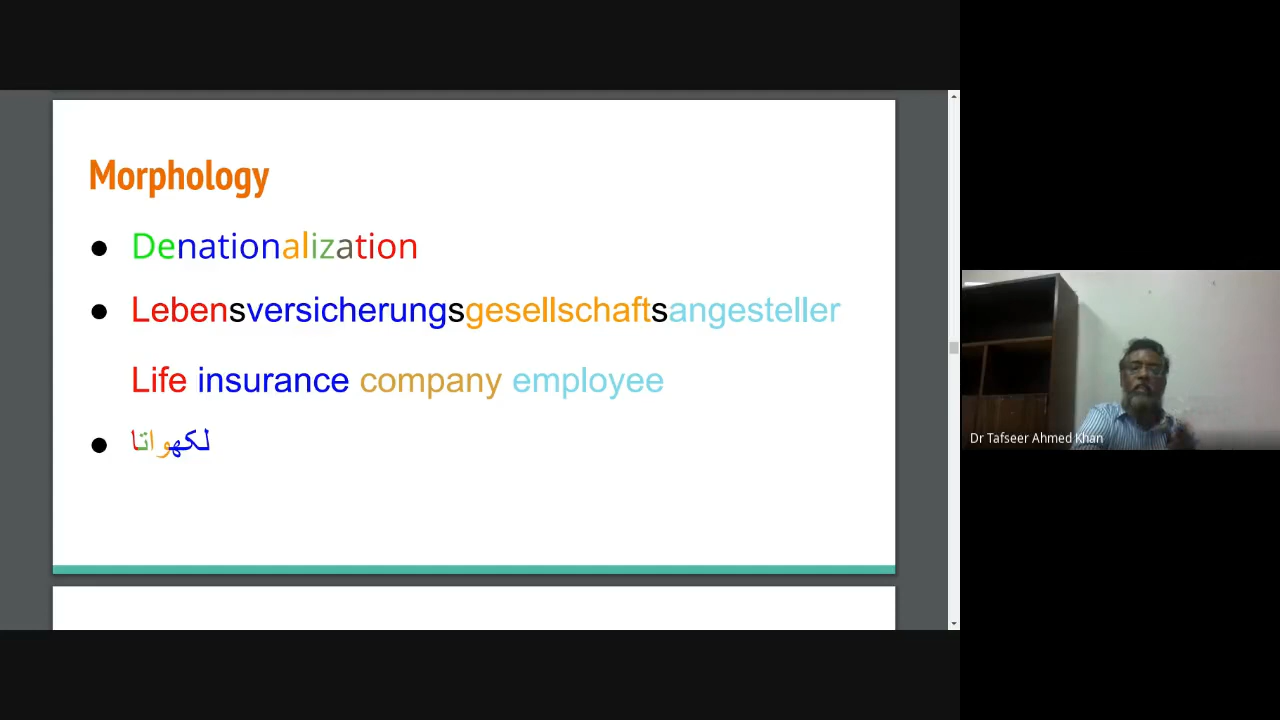 Morphology
● Denationalization
● Lebensversicherungsgesellschaftsangesteller
Life insurance company employee
● لکھواتا
Dr Tafseer Ahmed Khan